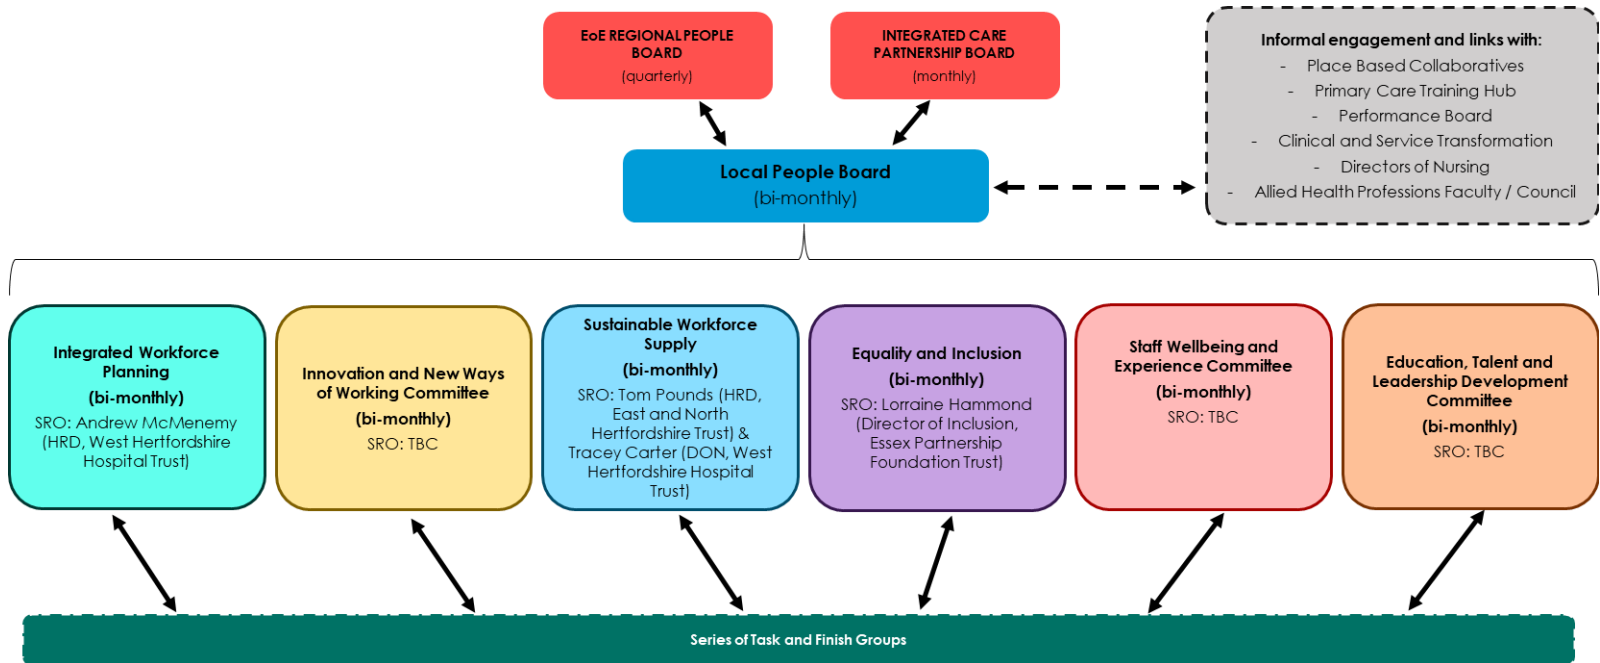 EoE REGIONAL PEOPLE
BOARD
(quarterly)
INTEGRATED CARE
PARTNERSHIP BOARD
(monthly)
Informal engagement and links with:
- Place Based Collaboratives
- Primary Care Training Hub
- Performance Board
- Clinical and Service Transformation
- Directors of Nursing
- Allied Health Professions Faculty / Council
Local People Board
(bi-monthly)
Integrated Workforce
Planning
(bi-monthly)
SRO: Andrew McMenemy
(HRD, West Hertfordshire
Hospital Trust)
Innovation and New Ways
of Working Committee
(bi-monthly)
SRO: TBC
Sustainable Workforce
Supply
(bi-monthly)
SRO: Tom Pounds (HRD,
East and North
Hertfordshire Trust) &
Tracey Carter (DON, West
Hertfordshire Hospital
Trust)
Equality and Inclusion
(bi-monthly)
SRO: Lorraine Hammond
(Director of Inclusion,
Essex Partnership
Foundation Trust)
Staff Wellbeing and
Experience Committee
(bi-monthly)
SRO: TBC
Education, Talent and
Leadership Development
Committee
(bi-monthly)
SRO: TBC
Series of Task and Finish Groups